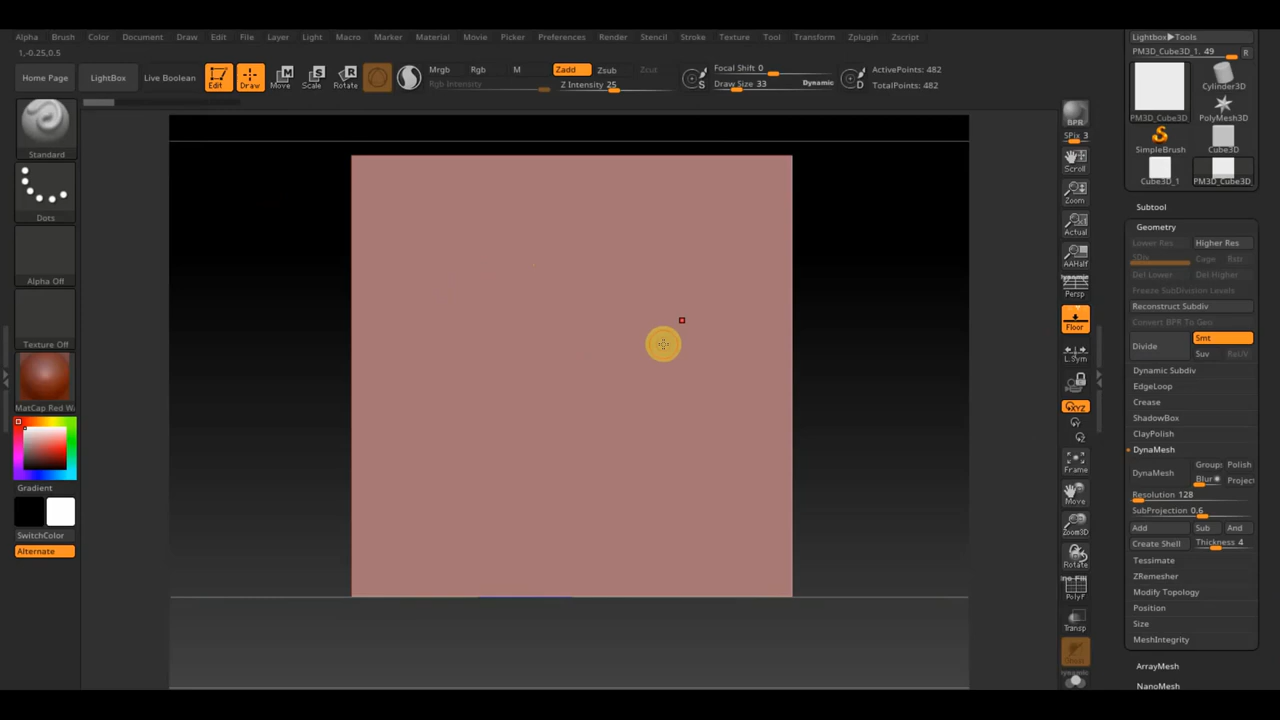 Alpha Brush Color Document Draw Edit File Layer Light Macro Marker Material Movie Picker Preferences Render Stencil Stroke Texture Tool Transform Zplugin Zscript
1,-0.25,0.5
Home Page LightBox Live Boolean Edit Draw Move Scale Rotate
Mrgb Rgb M Zadd Zsub Zcut
Rgb Intensity Z Intensity 25
Focal Shift 0
Draw Size 33 Dynamic
S D
ActivePoints: 482
TotalPoints: 482
Standard
Dots
Alpha Off
Texture Off
MatCap Red W
Gradient
SwitchColor
Alternate
BPR
SPix 3
Scroll
Zoom
Actual
AAHalf
Dynamic
Persp
Floor
L.Sym
XYZ
Y
Z
Frame
Move
Zoom3D
Rotate
PolyF
Transp
Lightbox▶Tools
PM3D_Cube3D_1. 49 R
PM3D_Cube3D_ Cylinder3D
PolyMesh3D
SimpleBrush Cube3D
Cube3D_1 PM3D_Cube3D_
Subtool
Geometry
Lower Res Higher Res
SDiv Cage Rstr
Del Lower Del Higher
Freeze SubDivision Levels
Reconstruct Subdiv
Convert BPR To Geo
Divide Smt
Suv ReUV
Dynamic Subdiv
EdgeLoop
Crease
ShadowBox
ClayPolish
DynaMesh
DynaMesh Group: Polish
Blur Projec
Resolution 128
SubProjection 0.6
Add Sub And
Create Shell Thickness 4
Tessimate
ZRemesher
Modify Topology
Position
Size
MeshIntegrity
ArrayMesh
NanoMesh